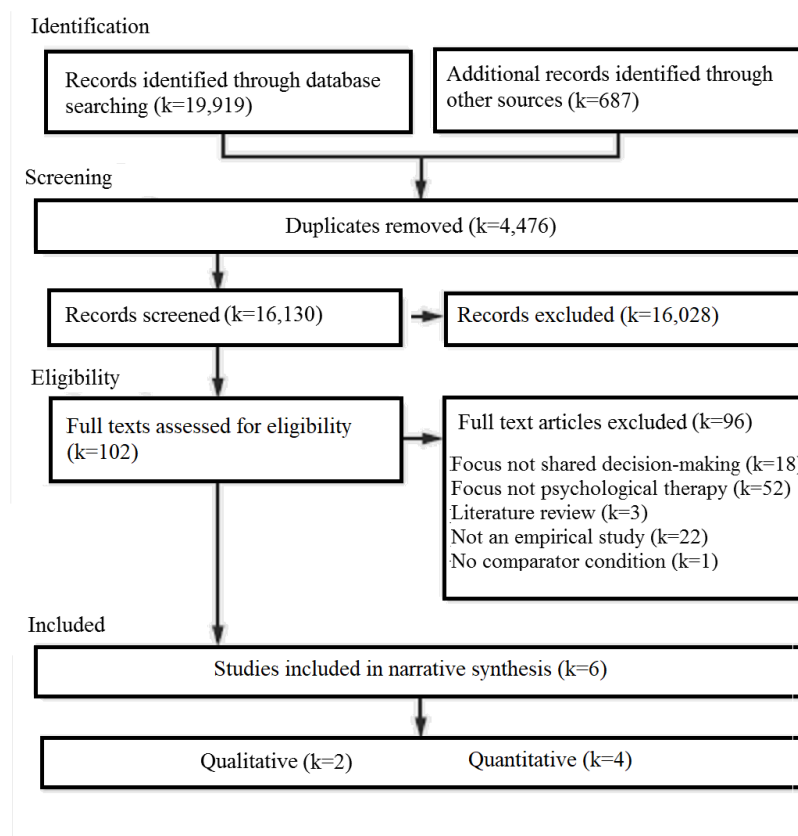 Identification
Records identified through database
searching (k=19,919)
Additional records identified through
other sources (k=687)
Screening
Duplicates removed (k=4,476)
Records screened (k=16,130)
Records excluded (k=16,028)
Eligibility
Full texts assessed for eligibility
(k=102)
Full text articles excluded (k=96)
Focus not shared decision-making (k=18)
Focus not psychological therapy (k=52)
Literature review (k=3)
Not an empirical study (k=22)
No comparator condition (k=1)
Included
Studies included in narrative synthesis (k=6)
Qualitative (k=2)
Quantitative (k=4)